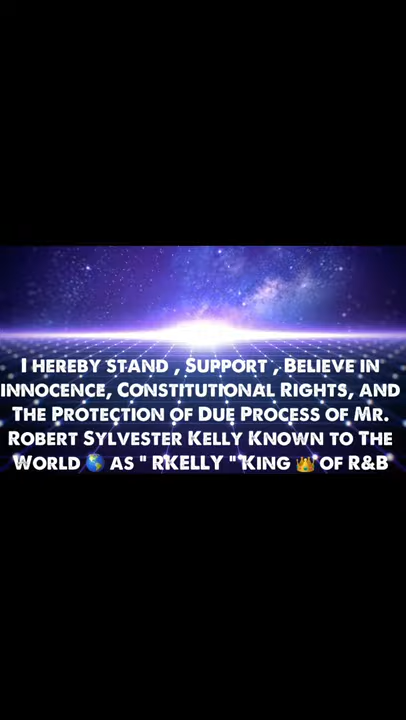 I HEREBY STAND , SUPPORT , BELIEVE IN
INNOCENCE, CONSTITUTIONAL RIGHTS, AND
THE PROTECTION OF DUE PROCESS OF MR.
ROBERT SYLVESTER KELLY KNOWN TO THE
WORLD 🌎 AS " RKELLY " KING 👑 OF R&B